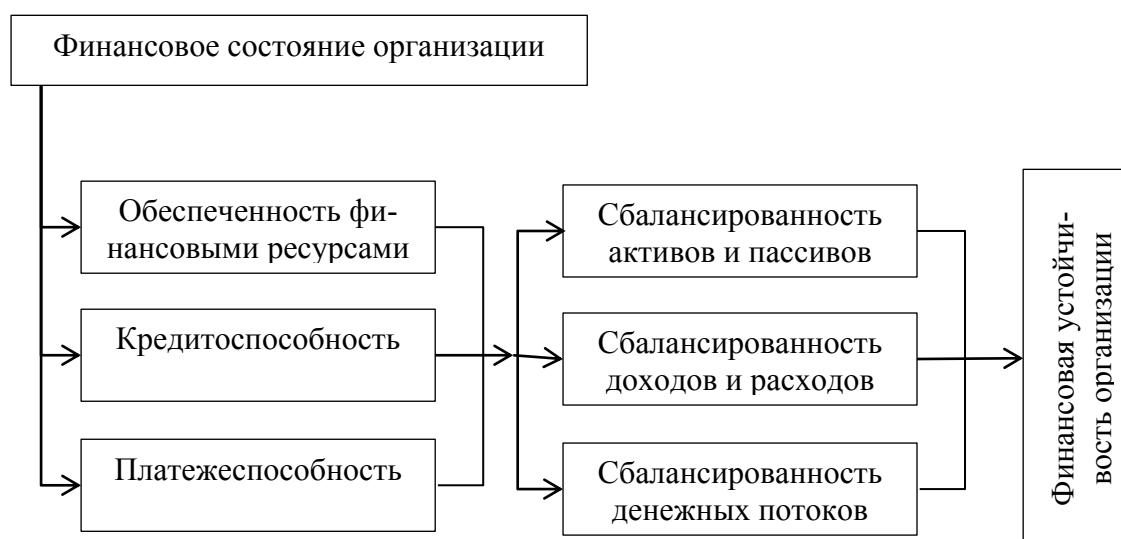 Финансовое состояние организации
Обеспеченность фи-
нансовыми ресурсами
Кредитоспособность
Платежеспособность
Сбалансированность
активов и пассивов
Сбалансированность
доходов и расходов
Сбалансированность
денежных потоков
Финансовая устойчи-
вость организации